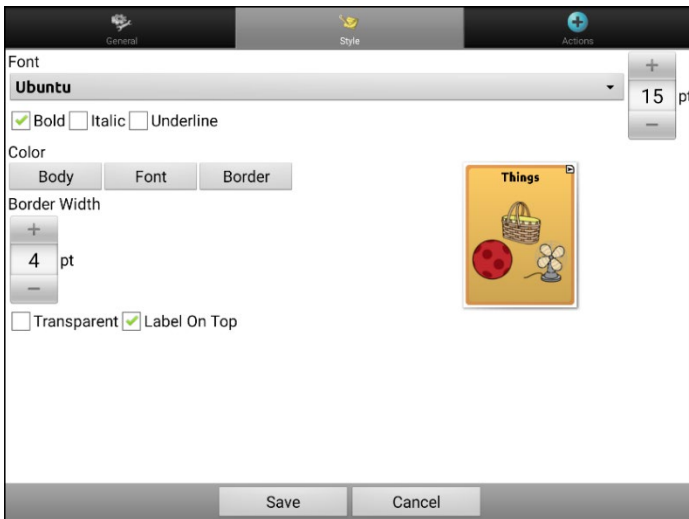 General
Style
Actions
Font
Ubuntu
15 pt
Bold Italic Underline
Color
Body Font Border
Things
Border Width
4 pt
Transparent Label On Top
Save Cancel